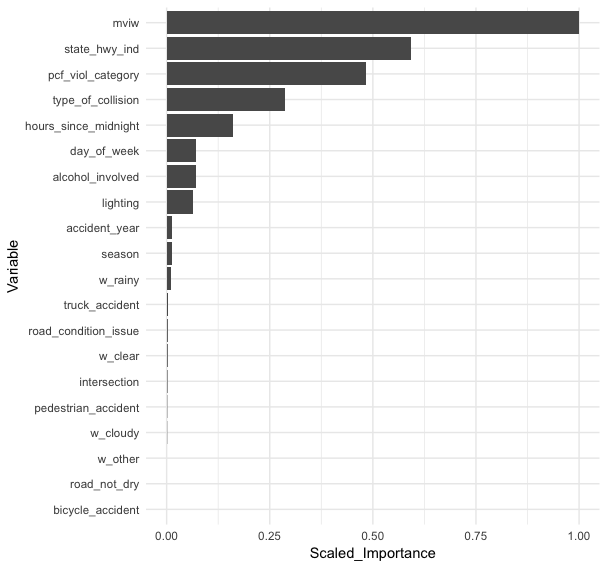 mviw
state_hwy_ind
pcf_viol_category
type_of_collision
hours_since_midnight
day_of_week
alcohol_involved
lighting
accident_year
season
w_rainy
truck_accident
road_condition_issue
w_clear
intersection
pedestrian_accident
w_cloudy
w_other
road_not_dry
bicycle_accident
Variable
0.00 0.25 0.50 0.75 1.00
Scaled_Importance